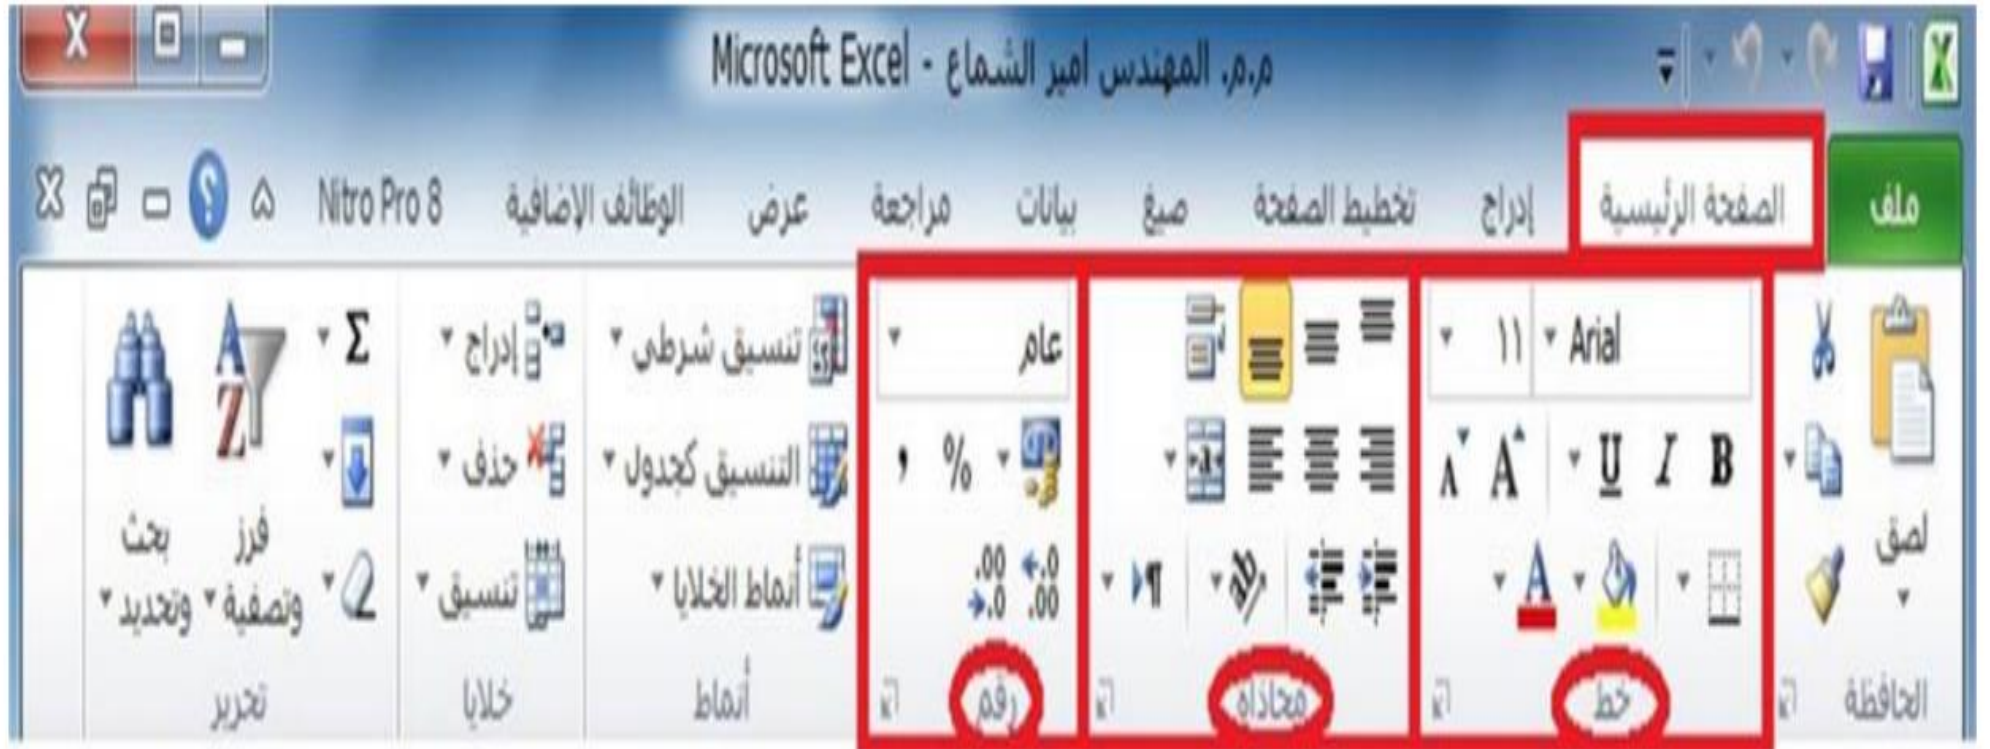 م.م. المهندس امير الشماع - Microsoft Excel
ملف الصفحة الرئيسية إدراج تخطيط الصفحة صيغ بيانات مراجعة عرض الوظائف الإضافية Nitro Pro 8
Arial ١١ عام تنسيق شرطي إدراج Σ
B I U A A % , التنسيق كجدول حذف
لصق A أنماط الخلايا تنسيق فرز وتصفية بحث وتحديد
الحافظة خط محاذاة رقم أنماط خلايا تحرير